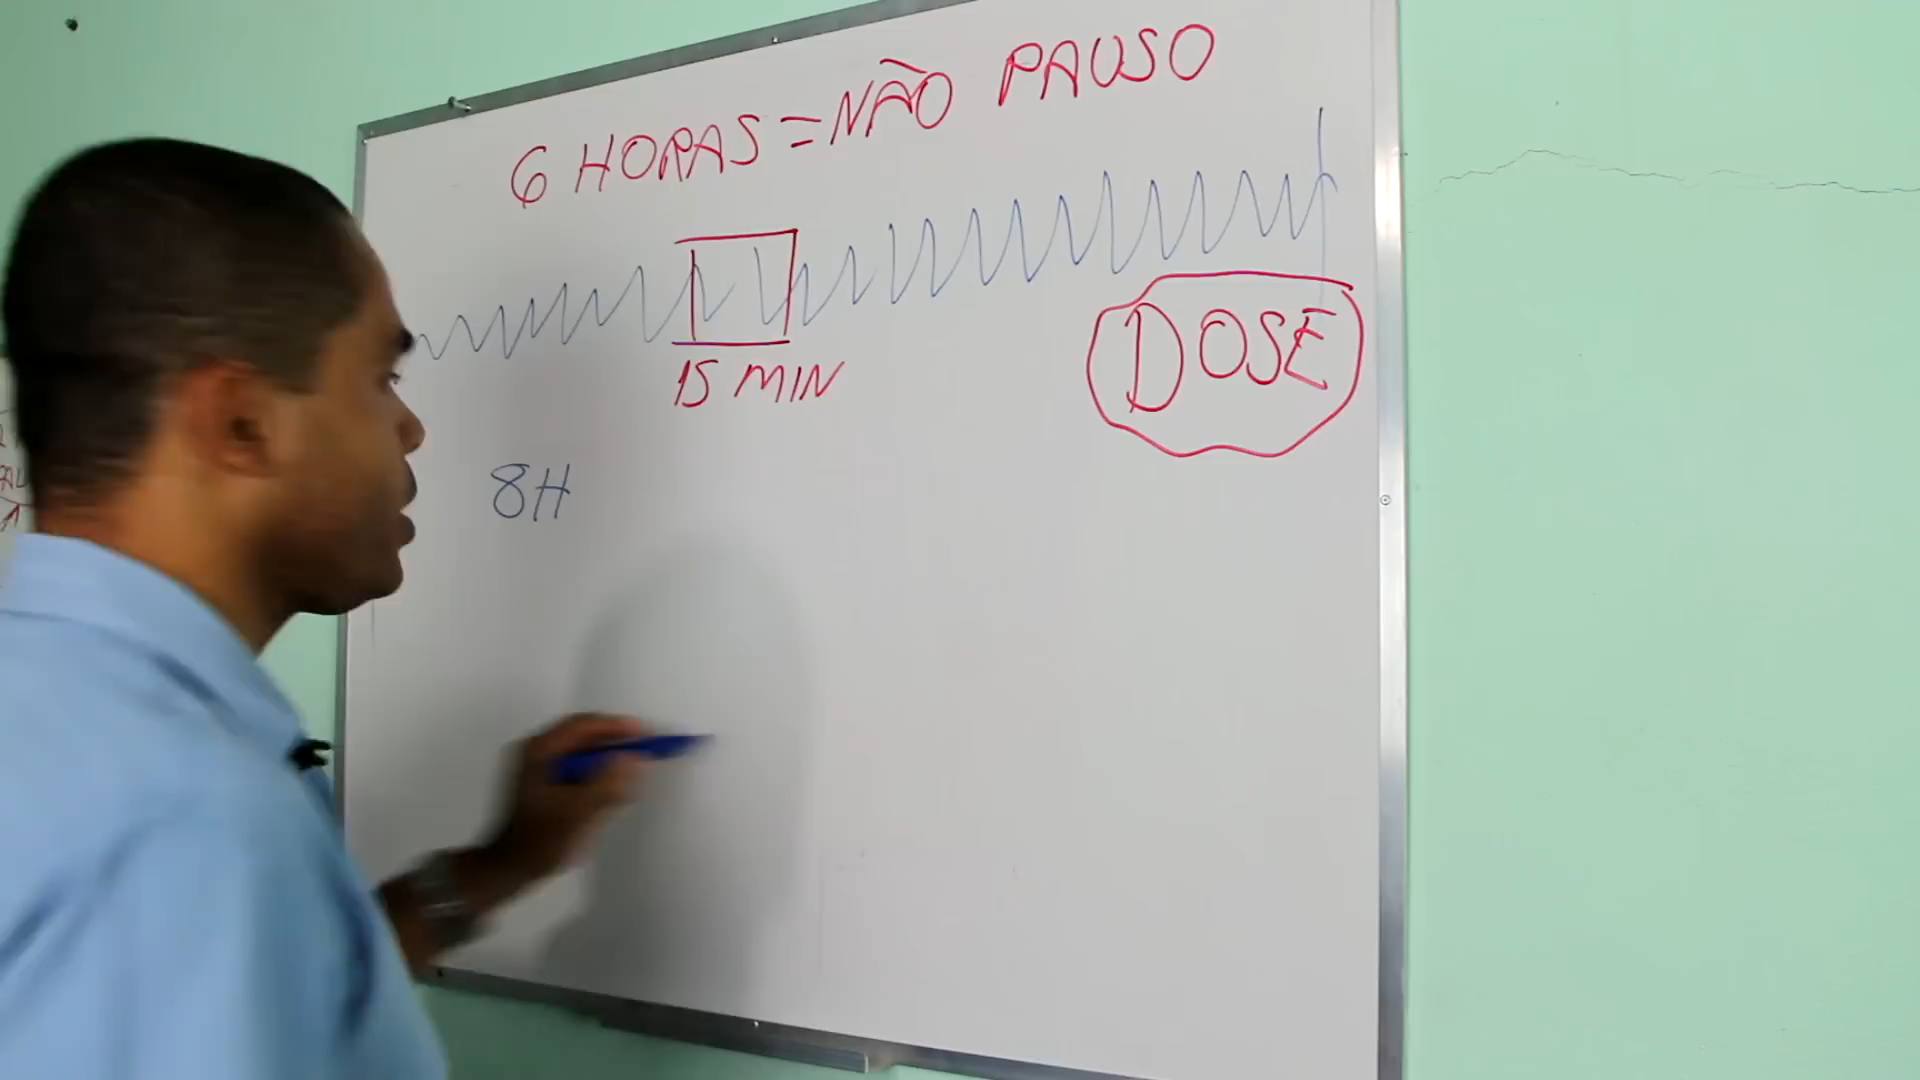 6 HORAS = NÃO PAUSO
15 MIN
DOSE
8H